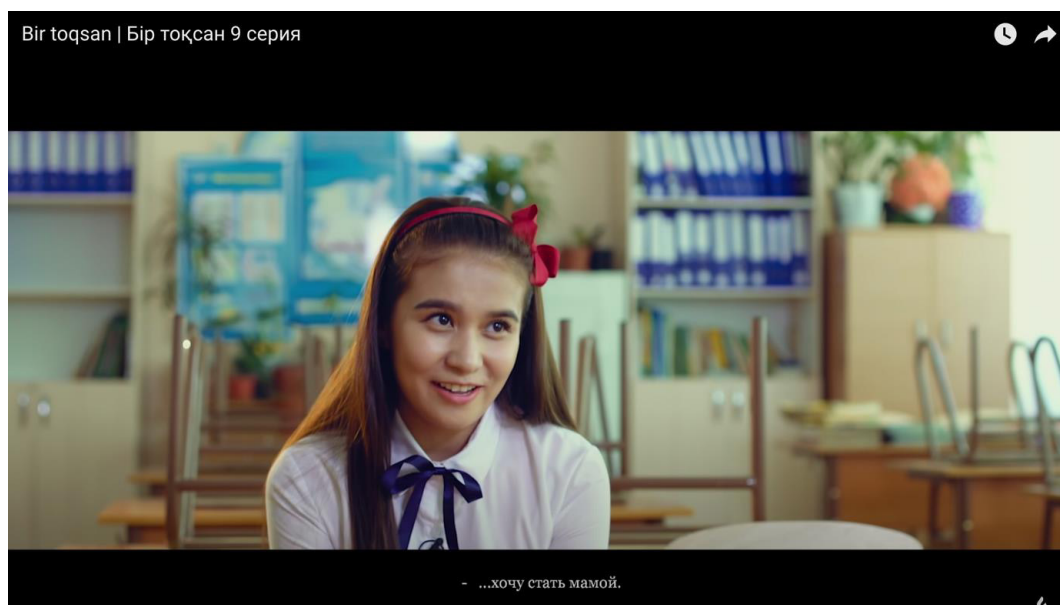 Bir toqsan | Бір тоқсан 9 серия
- ...хочу стать мамой.